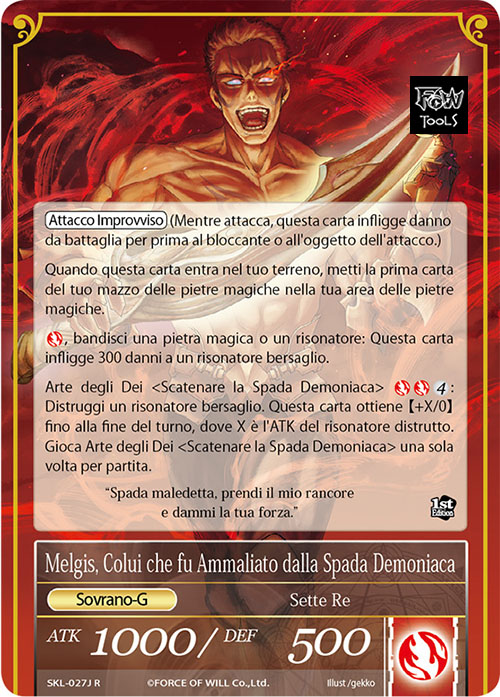 FOW
TOOLS
Attacco Improvviso (Mentre attacca, questa carta infligge danno
da battaglia per prima al bloccante o all'oggetto dell'attacco.)
Quando questa carta entra nel tuo terreno, metti la prima carta
del tuo mazzo delle pietre magiche nella tua area delle pietre
magiche.
, bandisci una pietra magica o un risonatore: Questa carta
infligge 300 danni a un risonatore bersaglio.
Arte degli Dei <Scatenare la Spada Demoniaca> 4 :
Distruggi un risonatore bersaglio. Questa carta ottiene 【+X/0】
fino alla fine del turno, dove X è l'ATK del risonatore distrutto.
Gioca Arte degli Dei <Scatenare la Spada Demoniaca> una sola
volta per partita.
"Spada maledetta, prendi il mio rancore
e dammi la tua forza."
1st
Edition
Melgis, Colui che fu Ammaliato dalla Spada Demoniaca
Sovrano-G Sette Re
ATK 1000 / DEF 500
SKL-027J R ©FORCE OF WILL Co.,Ltd. Illust /gekko